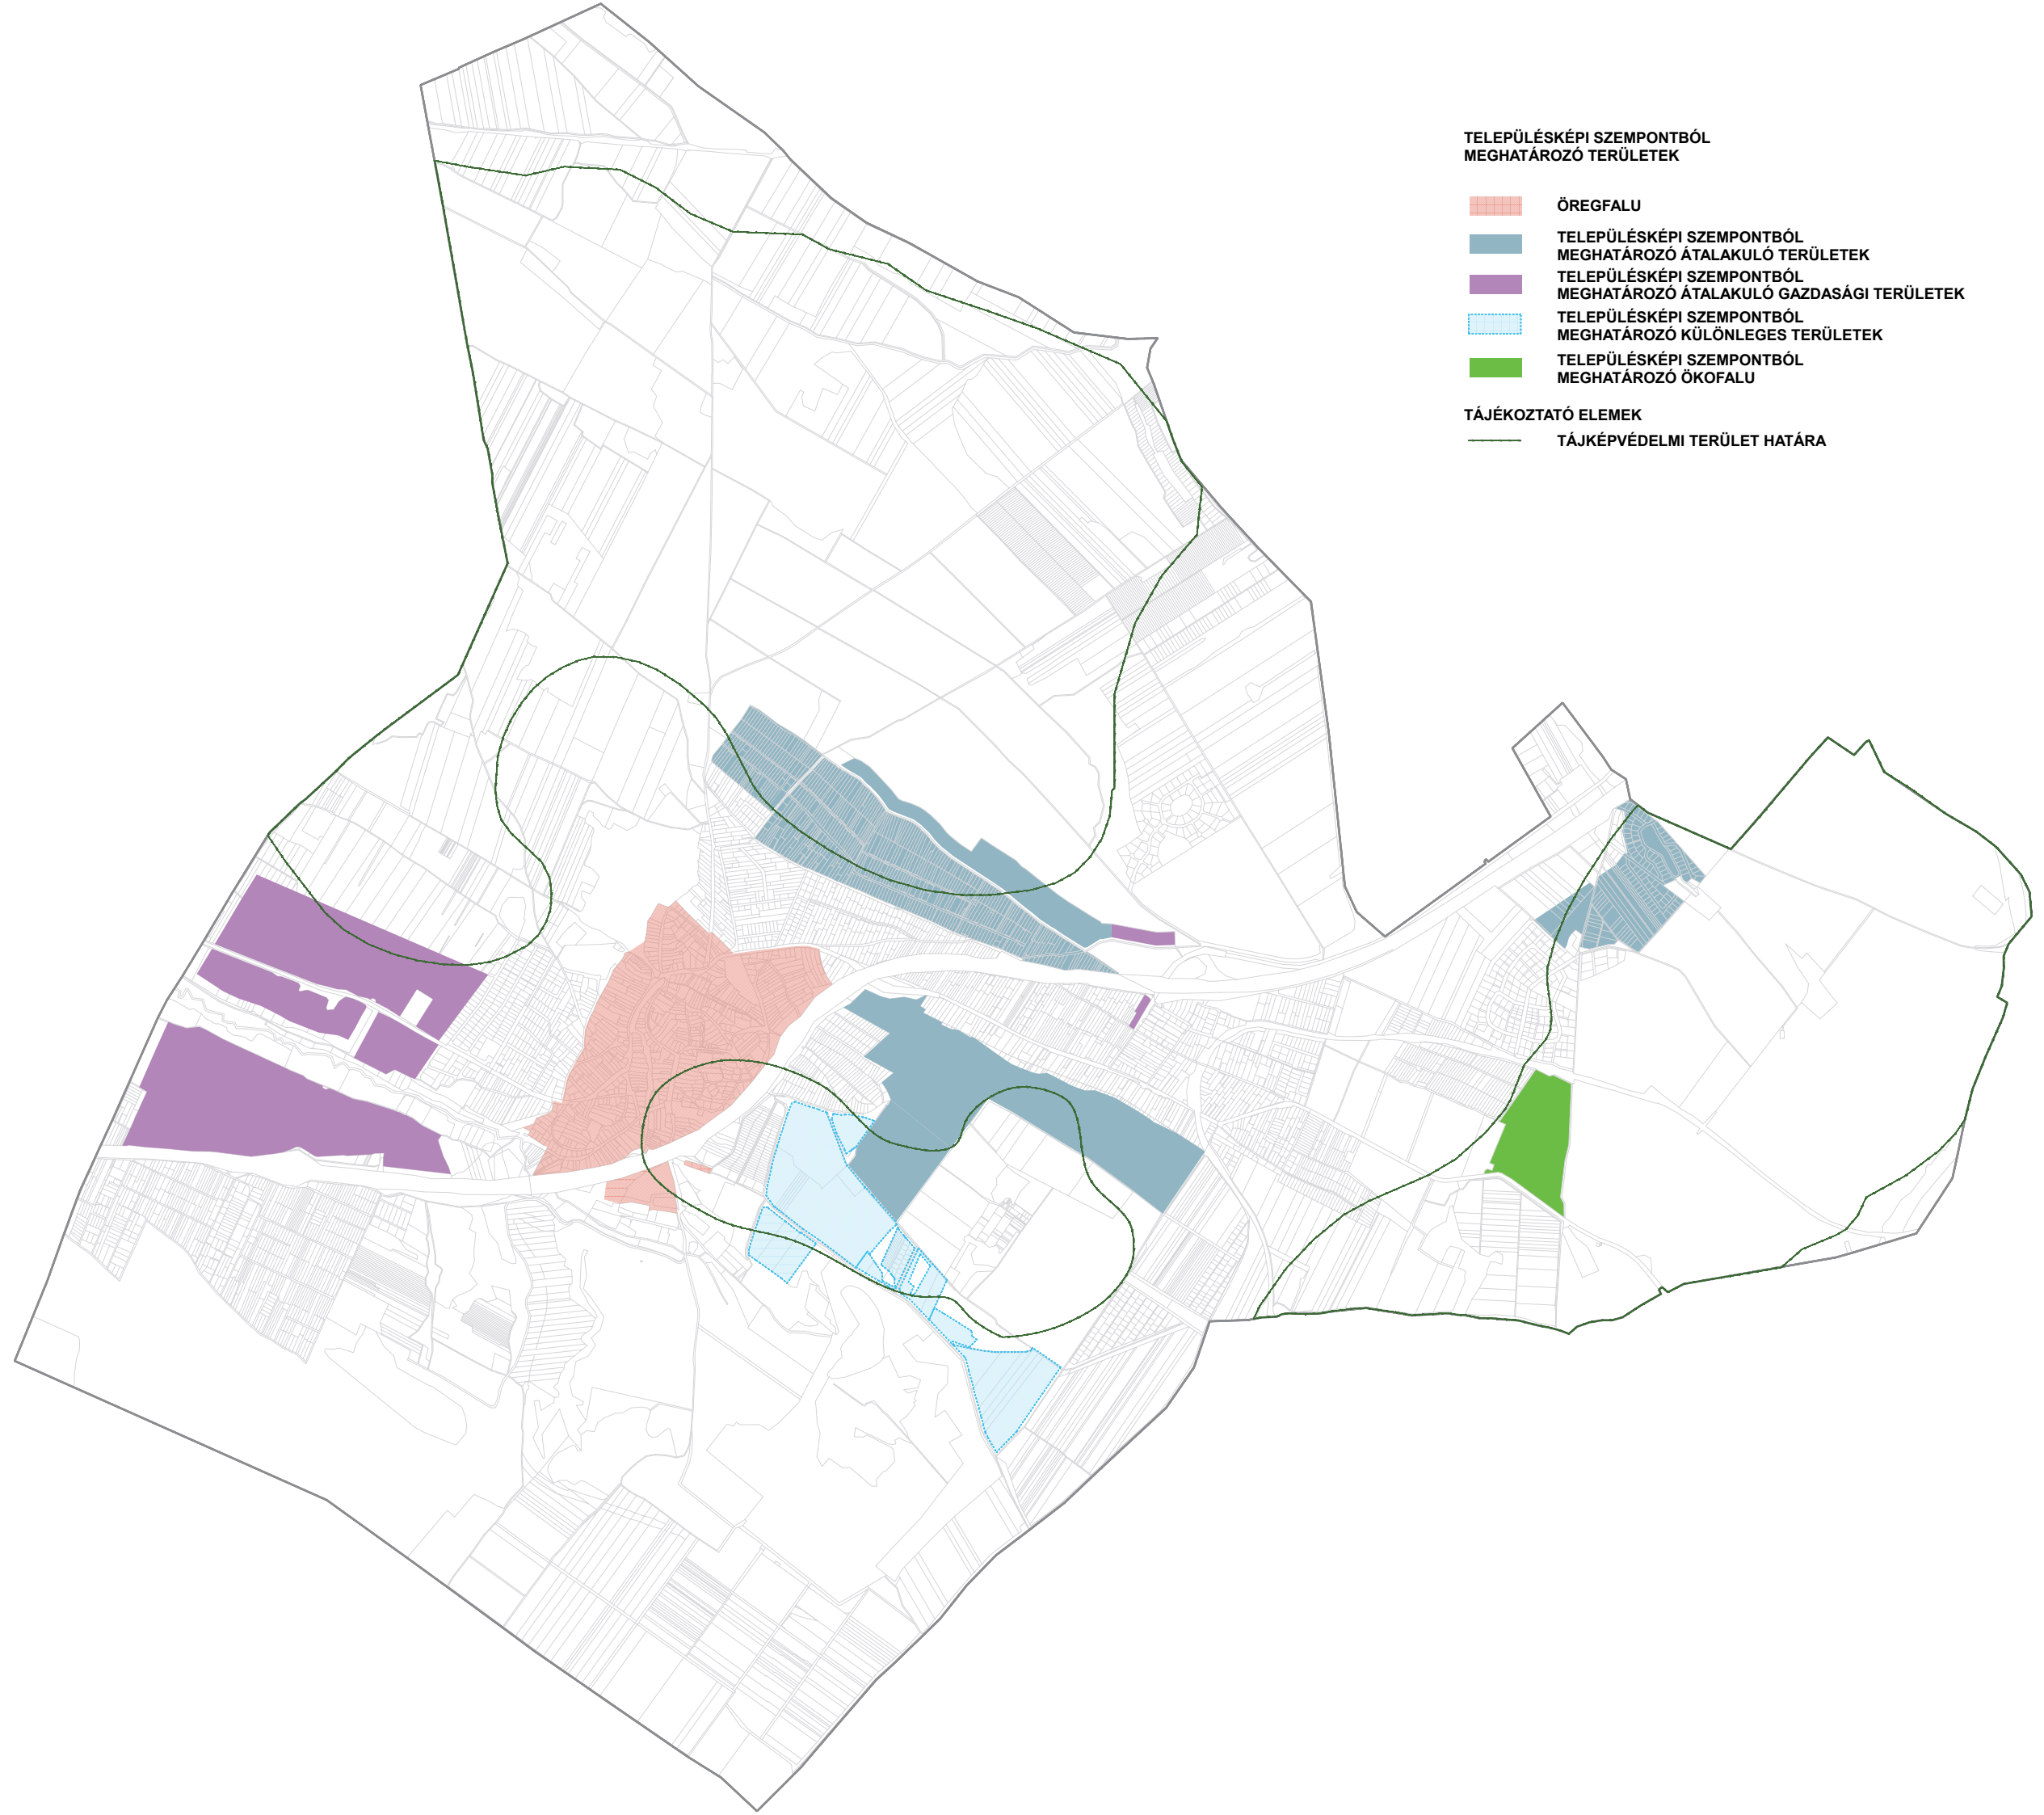 TELEPÜLÉSKÉPI SZEMPONTBÓL
MEGHATÁROZÓ TERÜLETEK
ÖREGFALU
TELEPÜLÉSKÉPI SZEMPONTBÓL
MEGHATÁROZÓ ÁTALAKULÓ TERÜLETEK
TELEPÜLÉSKÉPI SZEMPONTBÓL
MEGHATÁROZÓ ÁTALAKULÓ GAZDASÁGI TERÜLETEK
TELEPÜLÉSKÉPI SZEMPONTBÓL
MEGHATÁROZÓ KÜLÖNLEGES TERÜLETEK
TELEPÜLÉSKÉPI SZEMPONTBÓL
MEGHATÁROZÓ ÖKOFALU
TÁJÉKOZTATÓ ELEMEK
TÁJKÉPVÉDELMI TERÜLET HATÁRA